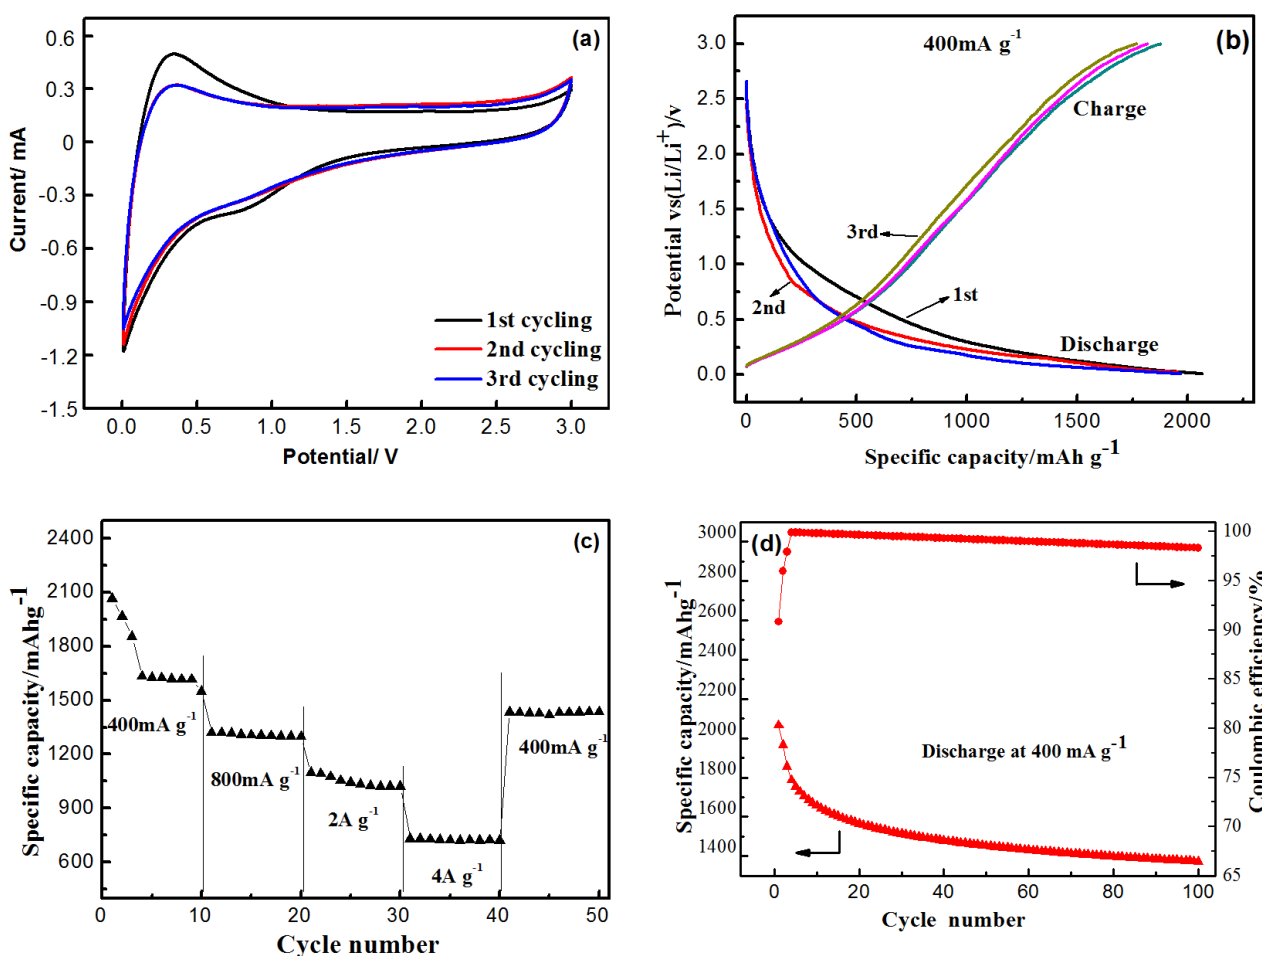 (a)
0.6
0.3
0
-0.3
-0.6
-0.9
-1.2
-1.5
Current/ mA
1st cycling
2nd cycling
3rd cycling
0.0 0.5 1.0 1.5 2.0 2.5 3.0
Potential/ V
(b)
400mA g-1
3.0
2.5
2.0
1.5
1.0
0.5
0.0
Potential vs(Li/Li+)/v
Charge
3rd
2nd
1st
Discharge
0 500 1000 1500 2000
Specific capacity/mAh g-1
(c)
2400
2100
1800
1500
1200
900
600
Specific capacity/mAhg-1
400mA g-1
800mA g-1
2A g-1
4A g-1
400mA g-1
0 10 20 30 40 50
Cycle number
(d)
3000
2800
2600
2400
2200
2000
1800
1600
1400
Specific capacity/mAhg-1
Discharge at 400 mA g-1
100
95
90
85
80
75
70
65
Coulombic efficiency/%
0 20 40 60 80 100
Cycle number